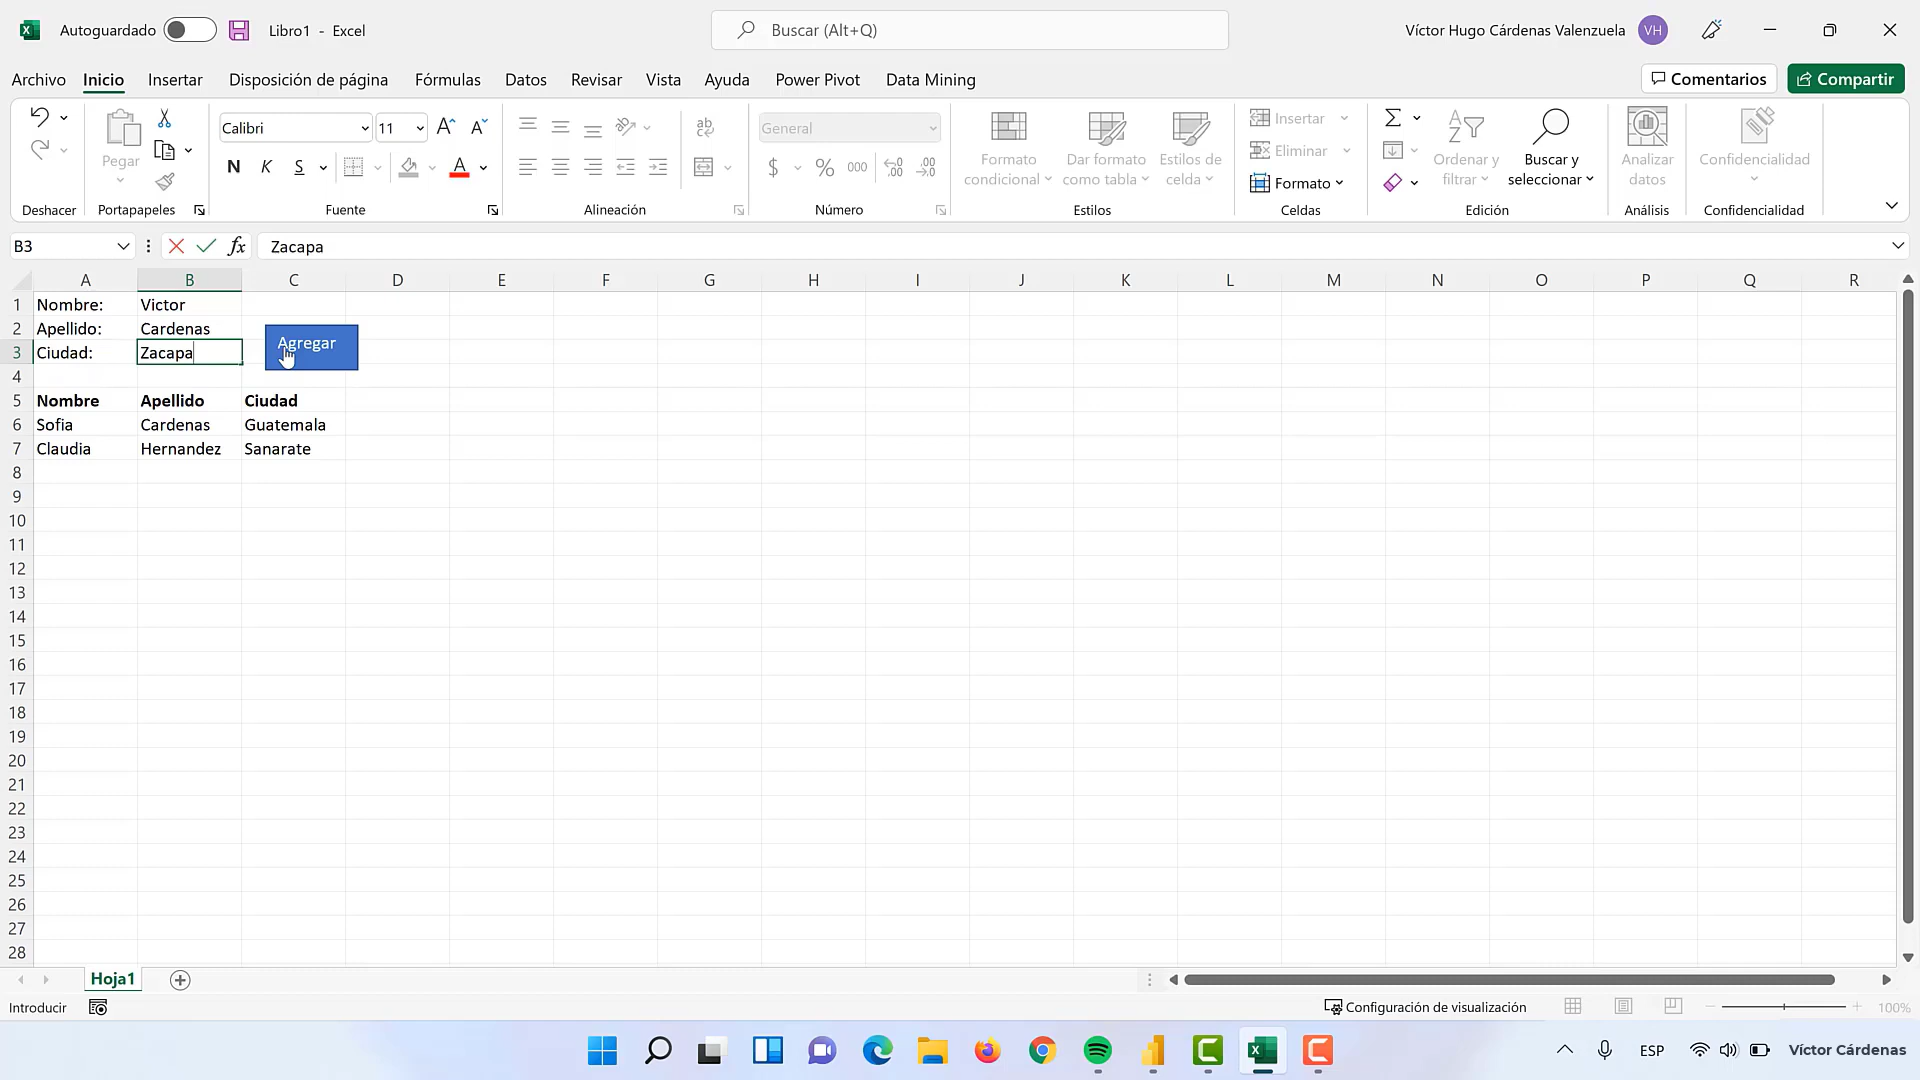 Autoguardado
Libro1 - Excel
Buscar (Alt+Q)
Víctor Hugo Cárdenas Valenzuela
VH
Archivo Inicio Insertar Disposición de página Fórmulas Datos Revisar Vista Ayuda Power Pivot Data Mining
Comentarios
Compartir
Pegar
Calibri 11
N K S
ab
General
$ % 000
Formato condicional
Dar formato como tabla
Estilos de celda
Insertar
Eliminar
Formato
Ordenar y filtrar
Buscar y seleccionar
Analizar datos
Confidencialidad
Deshacer Portapapeles Fuente Alineación Número Estilos Celdas Edición Análisis Confidencialidad
B3
fx
Zacapa
A B C D E F G H I J K L M N O P Q R
1 Nombre: Victor
2 Apellido: Cardenas
3 Ciudad: Zacapa
Agregar
4
5 Nombre Apellido Ciudad
6 Sofia Cardenas Guatemala
7 Claudia Hernandez Sanarate
8
9
10
11
12
13
14
15
16
17
18
19
20
21
22
23
24
25
26
27
28
Hoja1
Introducir
Configuración de visualización
100%
ESP
Víctor Cárdenas